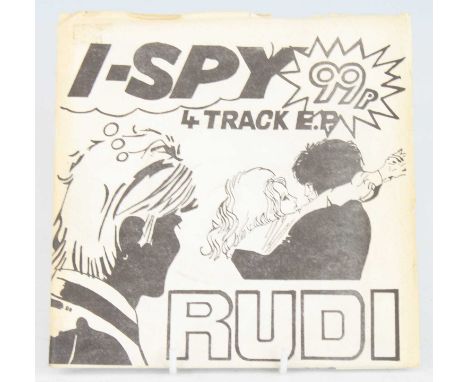 I-SPY
99P
4 TRACK E.P.
RUDI